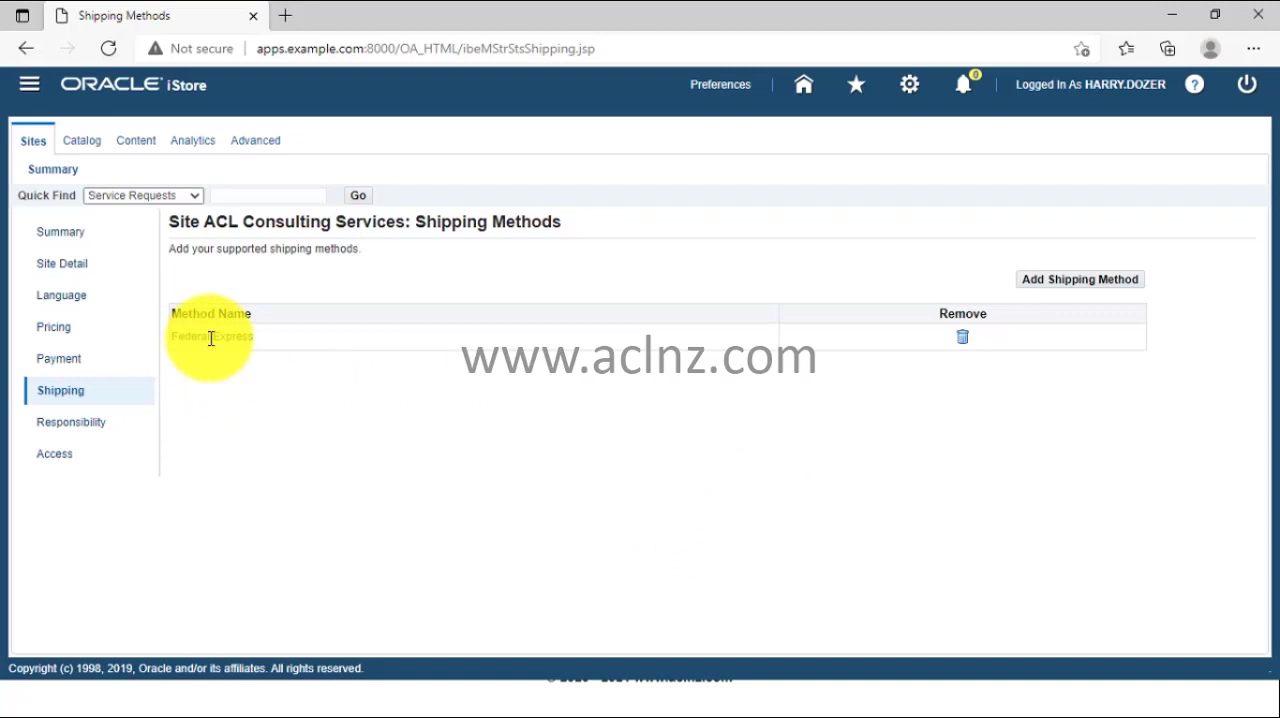 Shipping Methods
Not secure
apps.example.com:8000/OA_HTML/ibeMStrStsShipping.jsp
ORACLE iStore
Preferences
0
Logged In As HARRY.DOZER
?
Sites
Catalog
Content
Analytics
Advanced
Summary
Quick Find
Service Requests
Go
Summary
Site Detail
Language
Pricing
Payment
Shipping
Responsibility
Access
Site ACL Consulting Services: Shipping Methods
Add your supported shipping methods.
Add Shipping Method
Method Name
Remove
Federal Express
www.aclnz.com
Copyright (c) 1998, 2019, Oracle and/or its affiliates. All rights reserved.